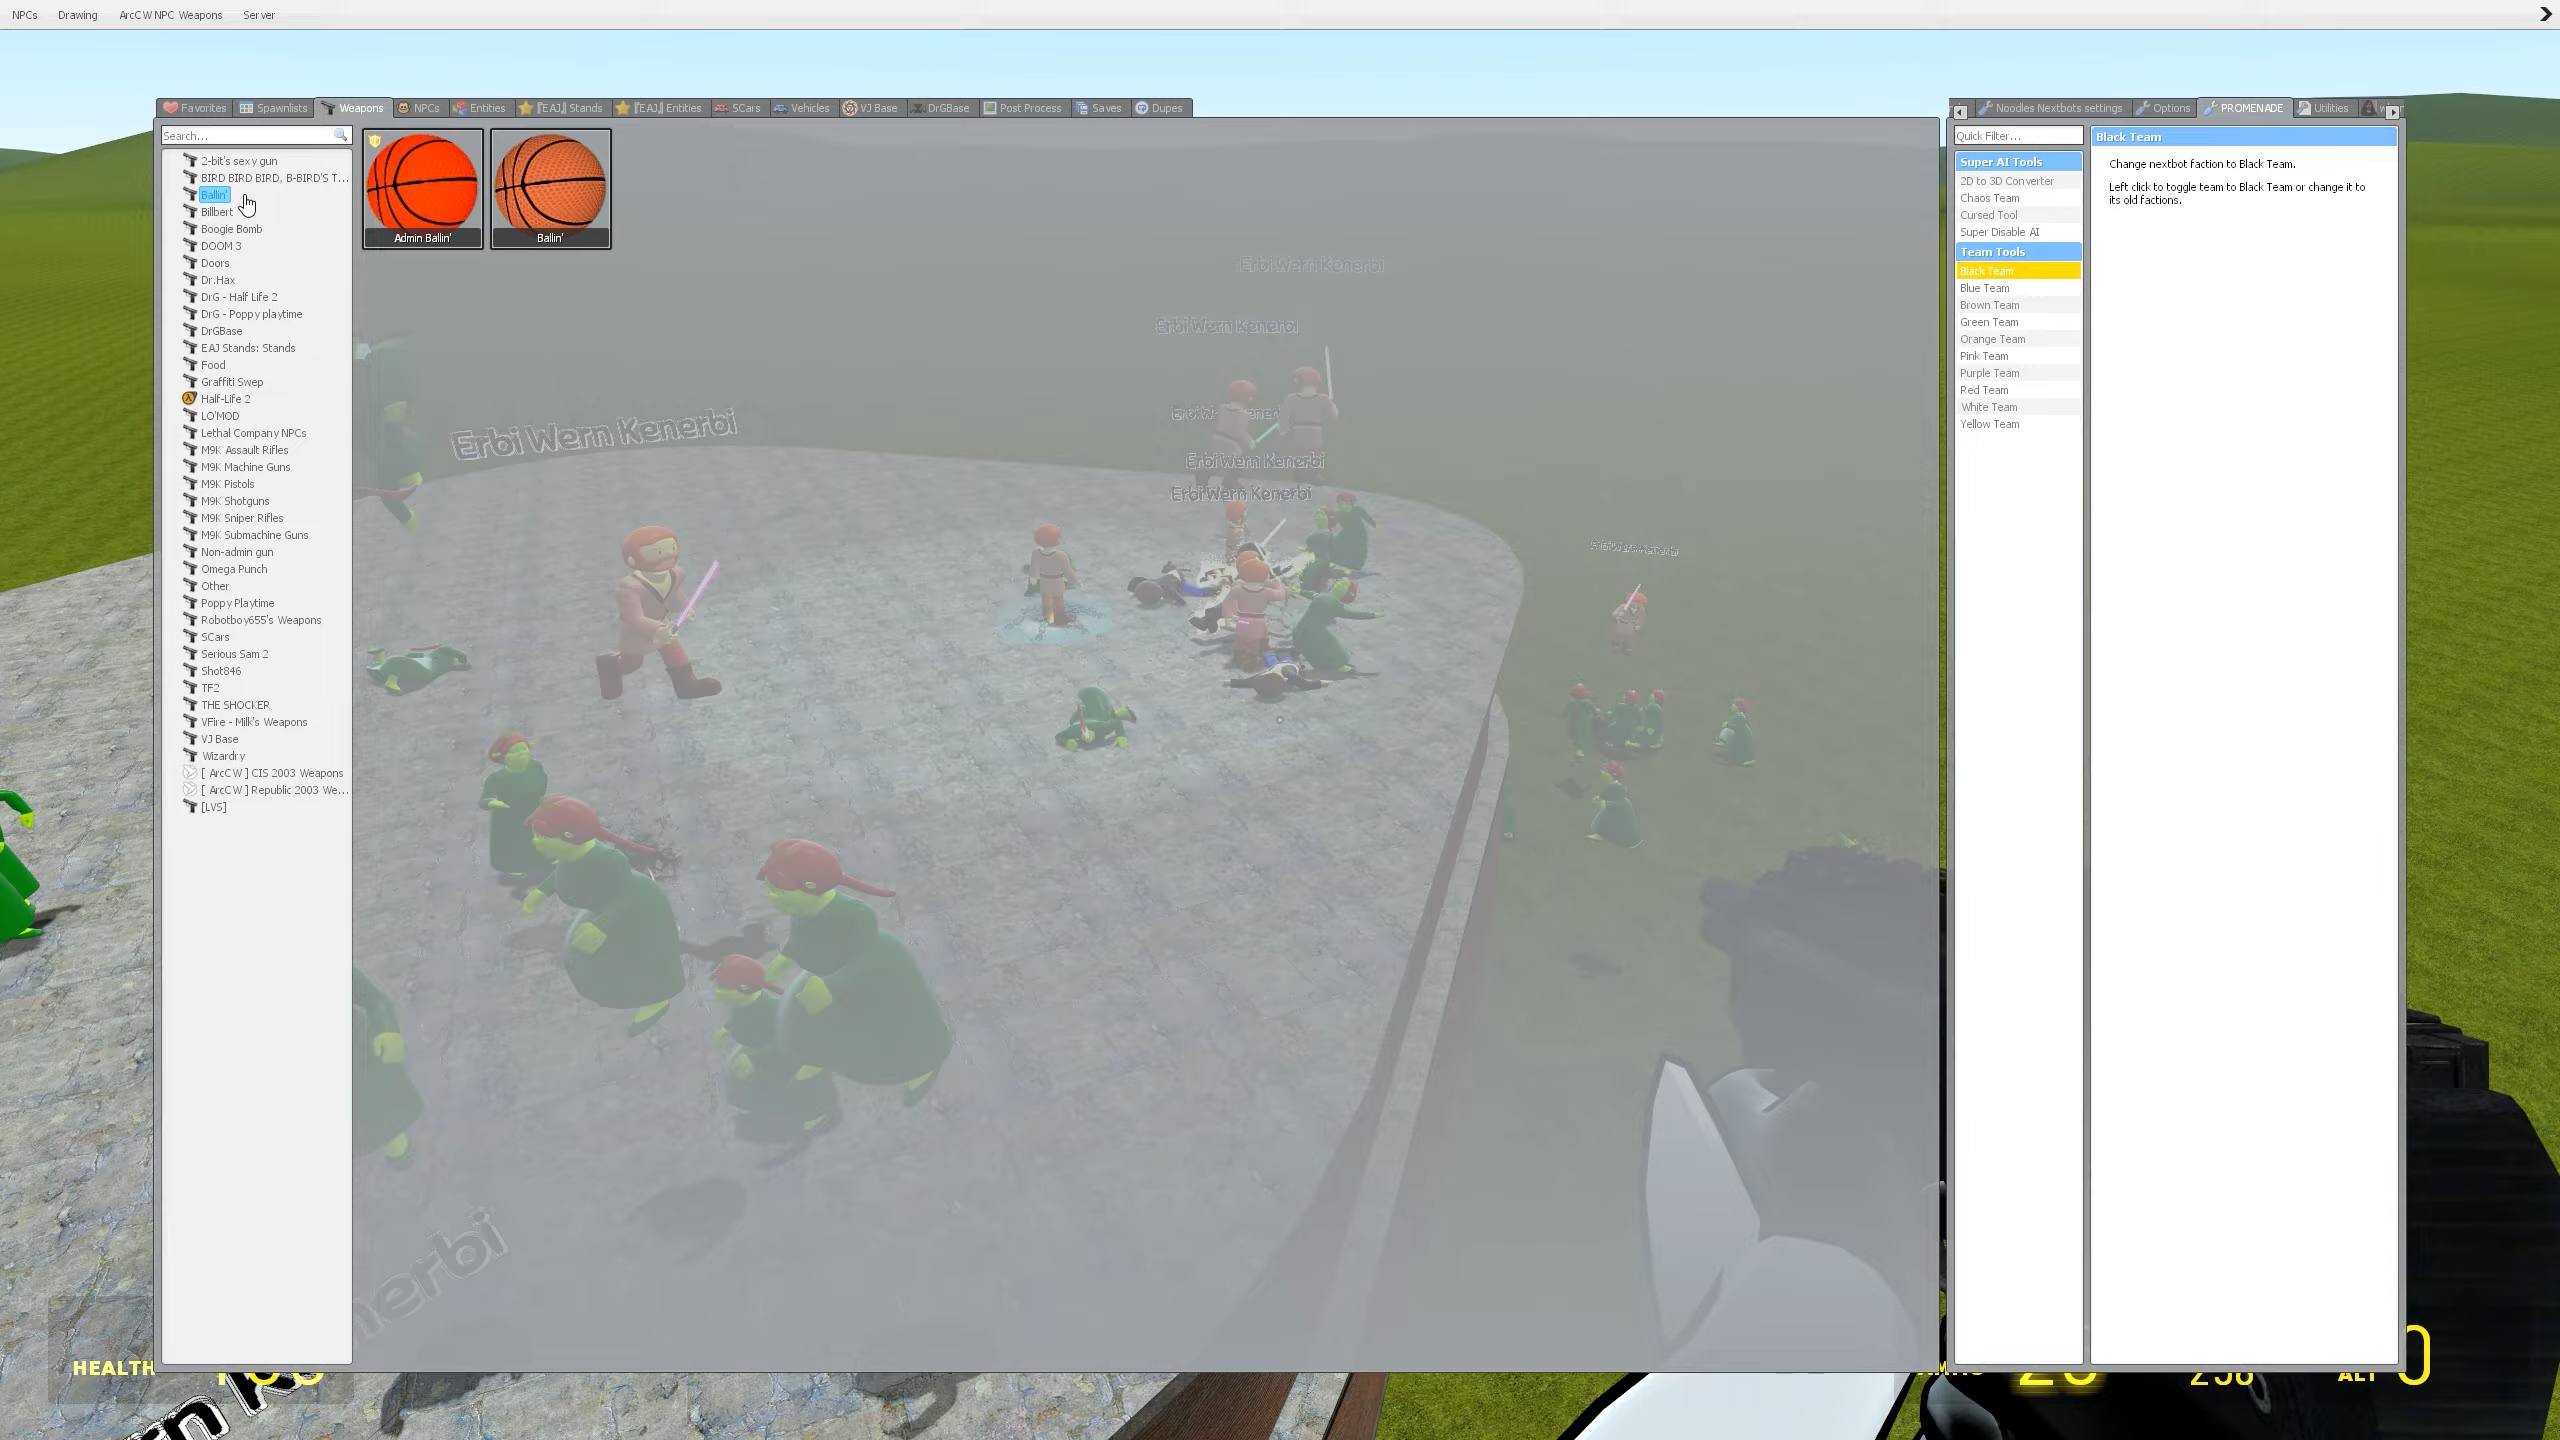 NPCs Drawing ArcCW NPC Weapons Server
Favorites Spawnlists Weapons NPCs Entities 『EAJ』 Stands 『EAJ』 Entities SCars Vehicles VJ Base DrGBase Post Process Saves Dupes
Search...
2-bit's sexy gun
BIRD BIRD BIRD, B-BIRD'S T...
Ballin'
Billbert
Boogie Bomb
DOOM 3
Doors
Dr.Hax
DrG - Half Life 2
DrG - Poppy playtime
DrGBase
EAJ Stands: Stands
Food
Graffiti Swep
Half-Life 2
LO'MOD
Lethal Company NPCs
M9K Assault Rifles
M9K Machine Guns
M9K Pistols
M9K Shotguns
M9K Sniper Rifles
M9K Submachine Guns
Non-admin gun
Omega Punch
Other
Poppy Playtime
Robotboy655's Weapons
SCars
Serious Sam 2
Shot846
TF2
THE SHOCKER
VFire - Milk's Weapons
VJ Base
Wizardry
[ ArcCW ] CIS 2003 Weapons
[ ArcCW ] Republic 2003 We...
[LVS]
Admin Ballin'
Ballin'
Erbi Wern Kenerbi
Erbi Wern Kenerbi
Erbi Wern Kenerbi
Erbi Wern Kenerbi
Erbi Wern Kenerbi
Erbi Wern Kenerbi
Noodles Nextbots settings Options PROMENADE Utilities
Quick Filter...
Super AI Tools
2D to 3D Converter
Chaos Team
Cursed Tool
Super Disable AI
Team Tools
Black Team
Blue Team
Brown Team
Green Team
Orange Team
Pink Team
Purple Team
Red Team
White Team
Yellow Team
Black Team
Change nextbot faction to Black Team.
Left click to toggle team to Black Team or change it to
its old factions.
HEALTH
ALT 0